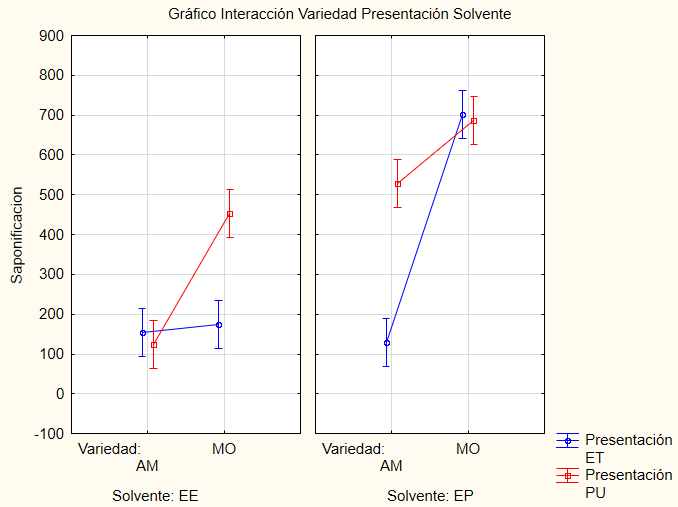 Gráfico Interacción Variedad Presentación Solvente
Saponificacion
900
800
700
600
500
400
300
200
100
0
-100
Variedad:
AM
MO
Solvente: EE
Variedad:
AM
MO
Solvente: EP
Presentación
ET
Presentación
PU